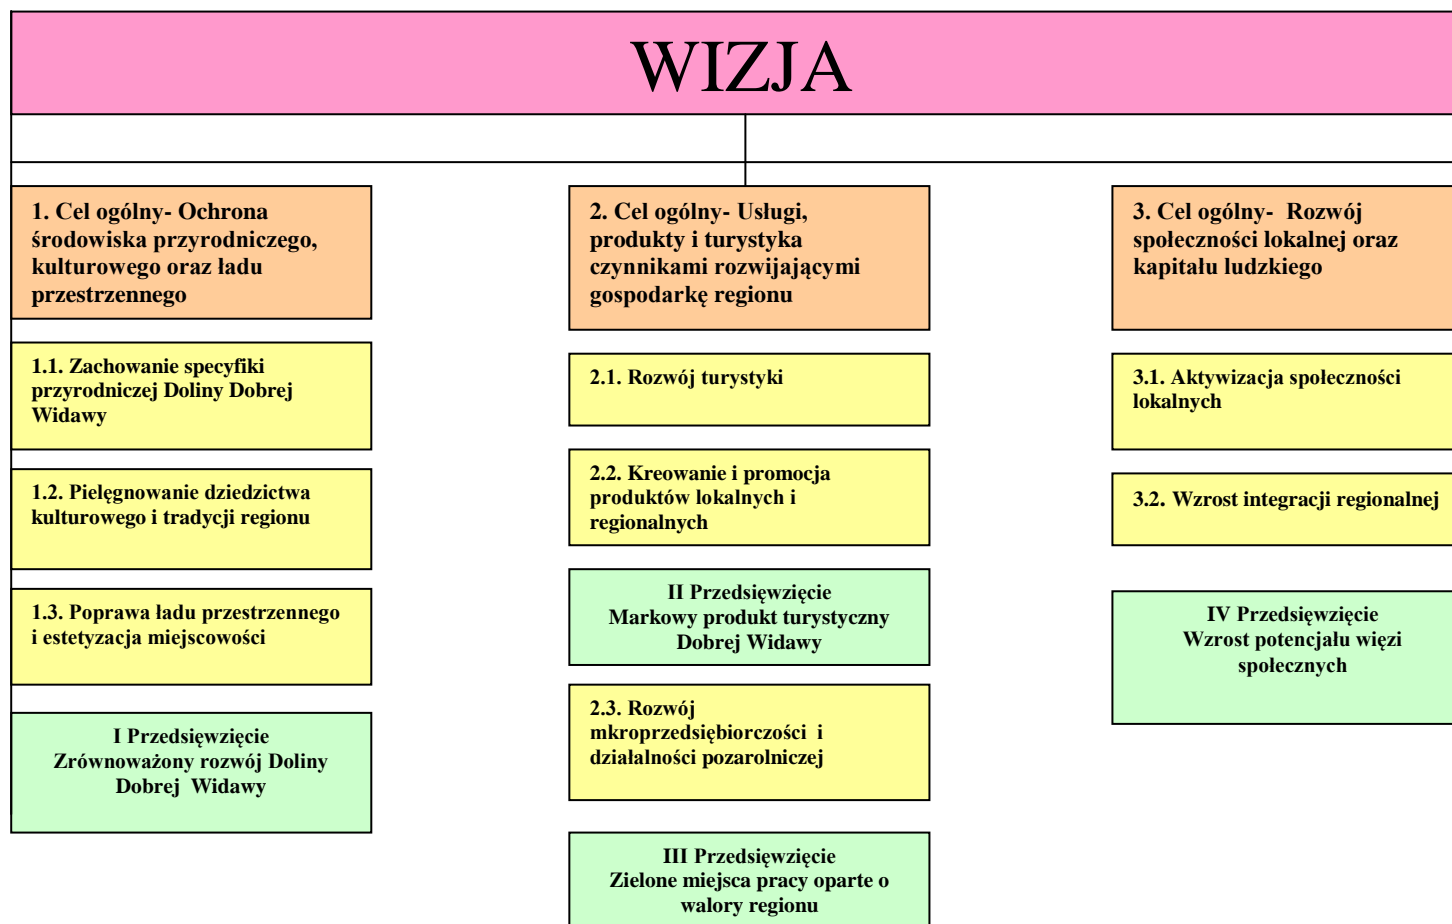 WIZJA
1. Cel ogólny- Ochrona
środowiska przyrodniczego,
kulturowego oraz ładu
przestrzennego
1.1. Zachowanie specyfiki
przyrodniczej Doliny Dobrej
Widawy
1.2. Pielęgnowanie dziedzictwa
kulturowego i tradycji regionu
1.3. Poprawa ładu przestrzennego
i estetyzacja miejscowości
I Przedsięwzięcie
Zrównoważony rozwój Doliny
Dobrej Widawy
2. Cel ogólny- Usługi,
produkty i turystyka
czynnikami rozwijającymi
gospodarkę regionu
2.1. Rozwój turystyki
2.2. Kreowanie i promocja
produktów lokalnych i
regionalnych
II Przedsięwzięcie
Markowy produkt turystyczny
Dobrej Widawy
2.3. Rozwój
mkroprzedsiębiorczości i
działalności pozarolniczej
III Przedsięwzięcie
Zielone miejsca pracy oparte o
walory regionu
3. Cel ogólny- Rozwój
społeczności lokalnej oraz
kapitału ludzkiego
3.1. Aktywizacja społeczności
lokalnych
3.2. Wzrost integracji regionalnej
IV Przedsięwzięcie
Wzrost potencjału więzi
społecznych